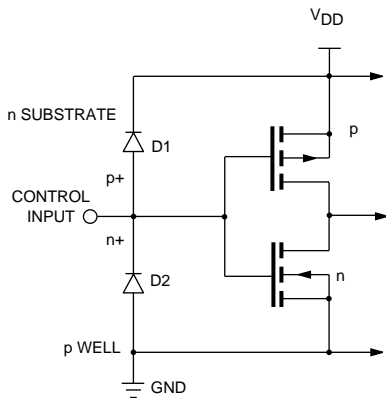 VDD
n SUBSTRATE
p
D1
p+
CONTROL
INPUT
n+
D2
n
p WELL
GND